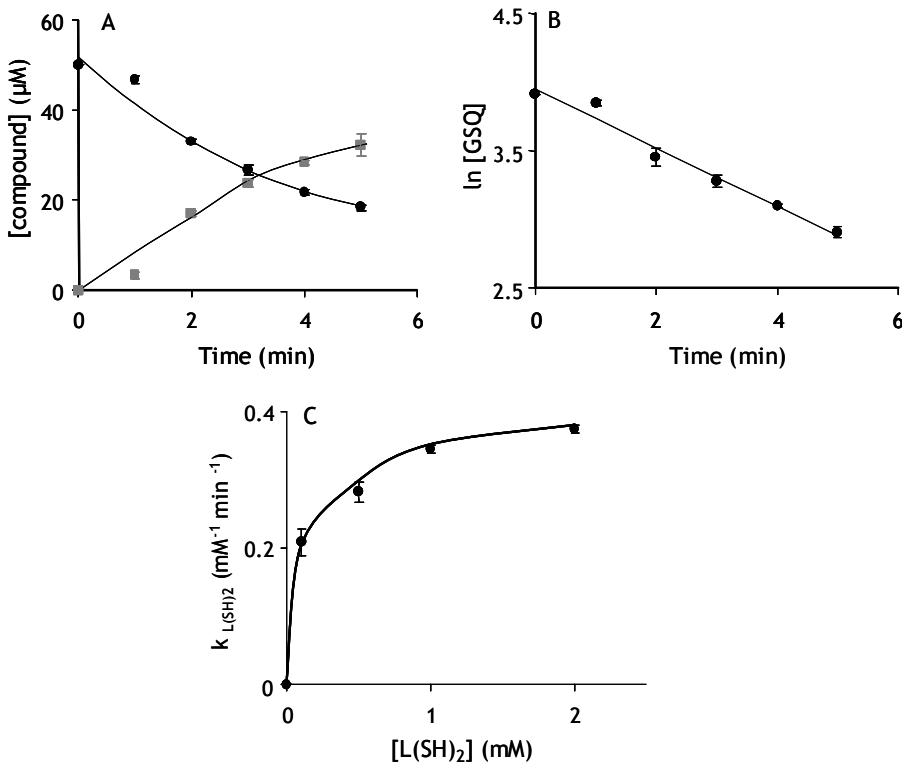 A
60
40
20
0
[compound] (µM)
0 2 4 6
Time (min)
B
4.5
3.5
2.5
ln [GSQ]
0 2 4 6
Time (min)
C
0.4
0.2
0
k L(SH)2 (mM-1 min -1)
0 1 2
[L(SH)2] (mM)